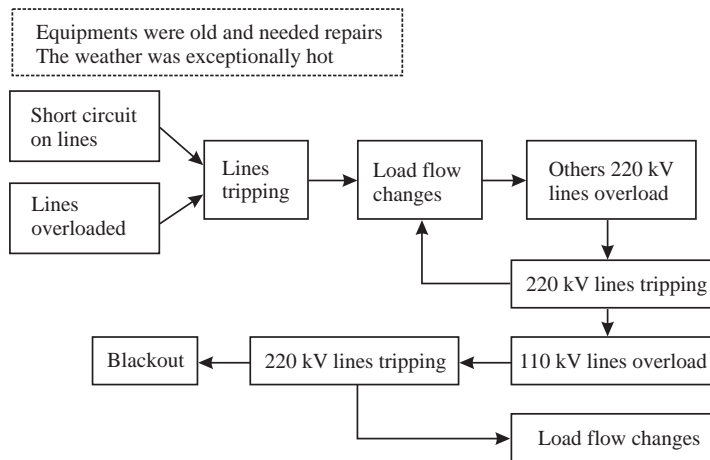 Equipments were old and needed repairs
The weather was exceptionally hot
Short circuit
on lines
Lines
overloaded
Lines
tripping
Load flow
changes
Others 220 kV
lines overload
220 kV lines tripping
110 kV lines overload
220 kV lines tripping
Blackout
Load flow changes